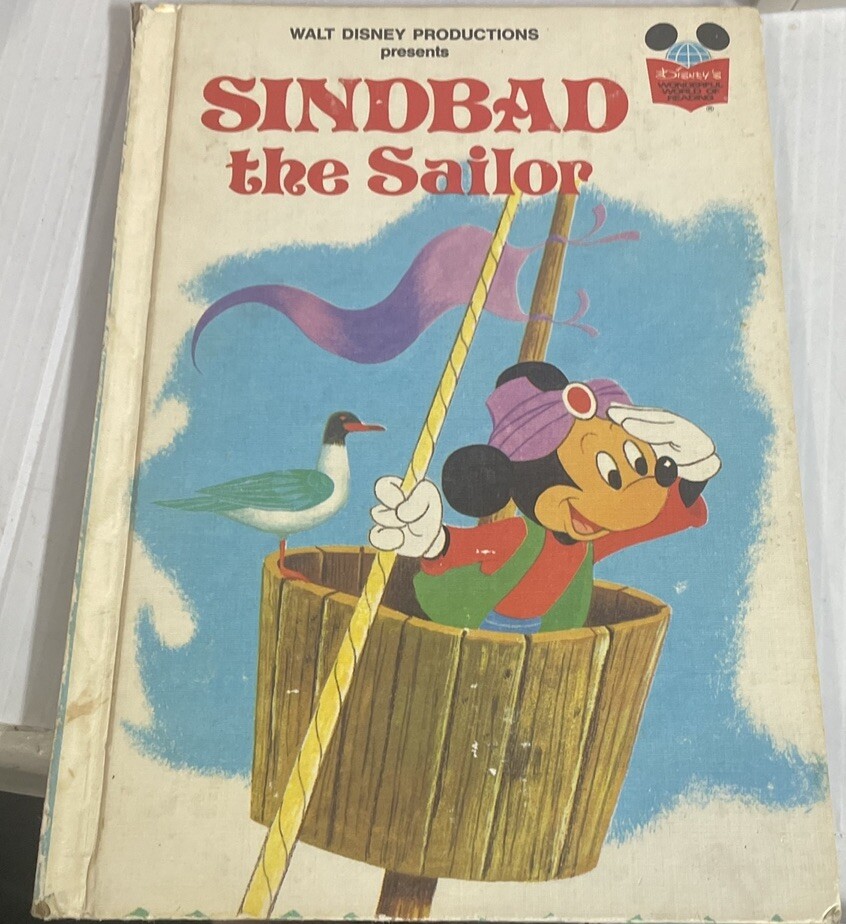 WALT DISNEY PRODUCTIONS
presents
SINDBAD
the Sailor
DISNEY'S
WONDERFUL
WORLD OF
READING
®